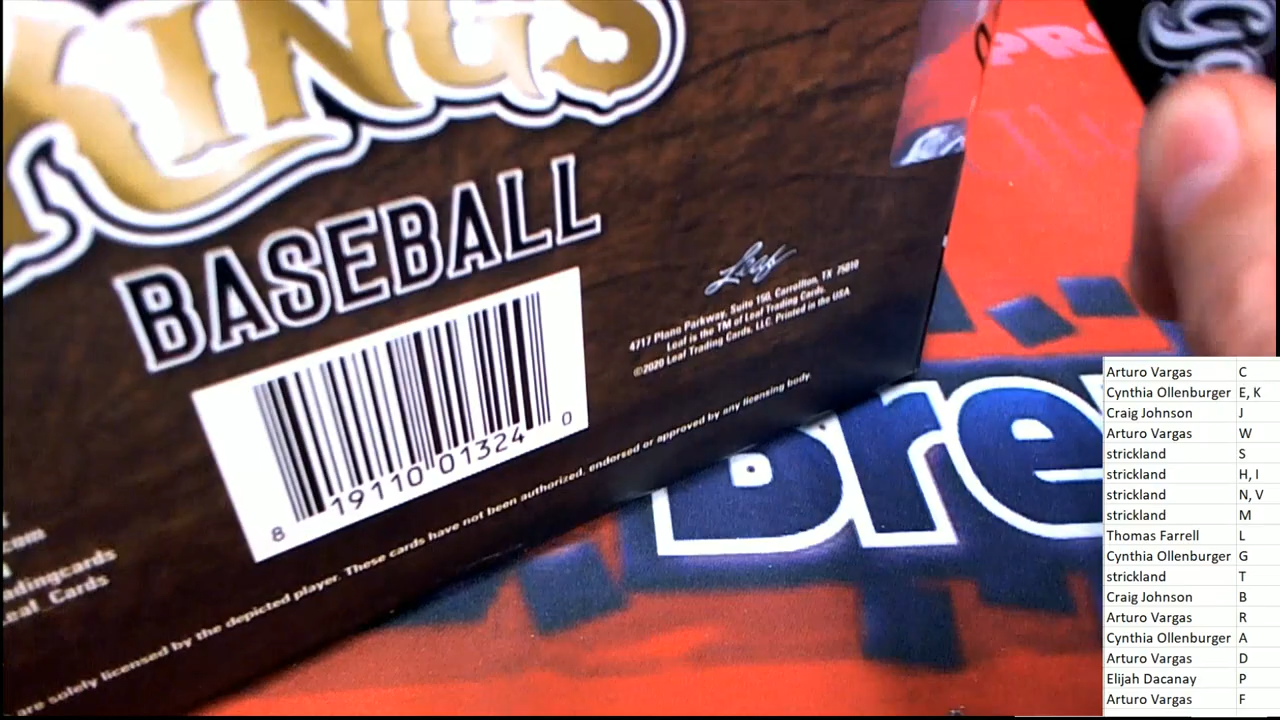 KINGS
BASEBALL
Leaf
4717 Plano Parkway, Suite 150, Carrollton, TX 75010
Leaf is the TM of Leaf Trading Cards.
©2020 Leaf Trading Cards, LLC. Printed in the USA
8 19110 01324 0
are solely licensed by the depicted player. These cards have not been authorized, endorsed or approved by any licensing body.
Bre
Arturo Vargas C
Cynthia Ollenburger E, K
Craig Johnson J
Arturo Vargas W
strickland S
strickland H, I
strickland N, V
strickland M
Thomas Farrell L
Cynthia Ollenburger G
strickland T
Craig Johnson B
Arturo Vargas R
Cynthia Ollenburger A
Arturo Vargas D
Elijah Dacanay P
Arturo Vargas F